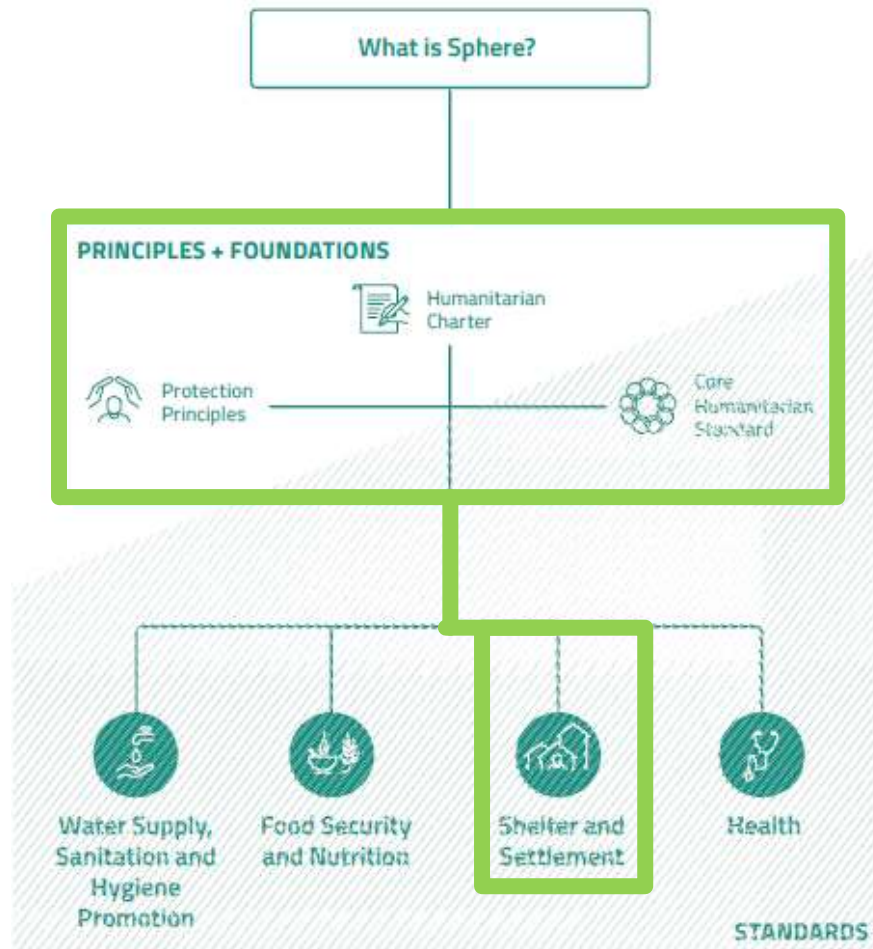 What is Sphere?
PRINCIPLES + FOUNDATIONS
Humanitarian
Charter
Protection
Principles
Core
Humanitarian
Standard
Water Supply,
Sanitation and
Hygiene
Promotion
Food Security
and Nutrition
Shelter and
Settlement
Health
STANDARDS